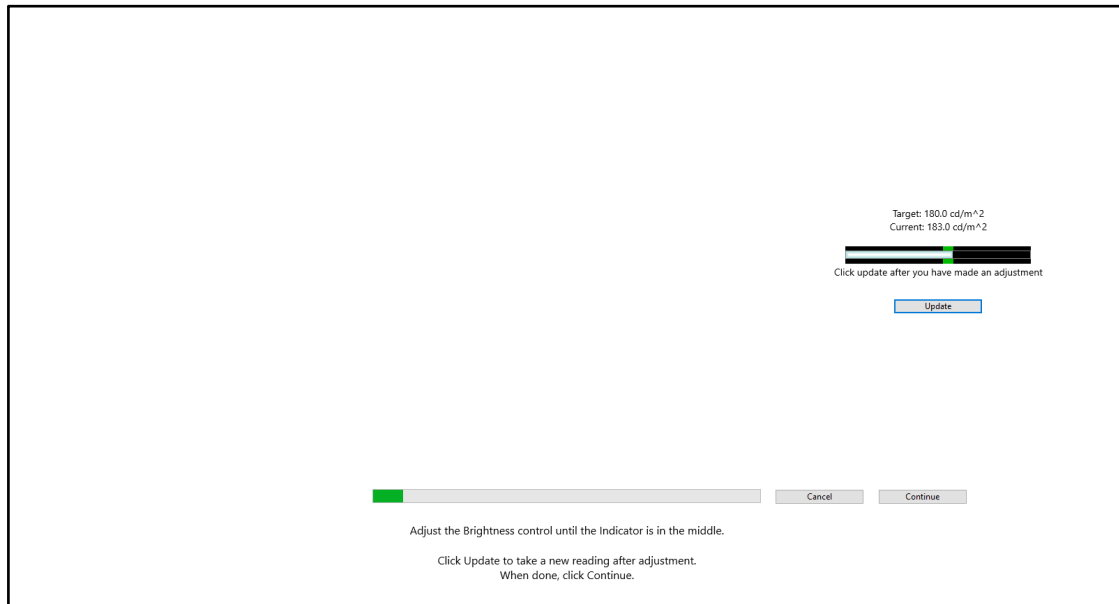 Target: 180.0 cd/m^2
Current: 183.0 cd/m^2
Click update after you have made an adjustment
Update
Cancel
Continue
Adjust the Brightness control until the Indicator is in the middle.
Click Update to take a new reading after adjustment.
When done, click Continue.